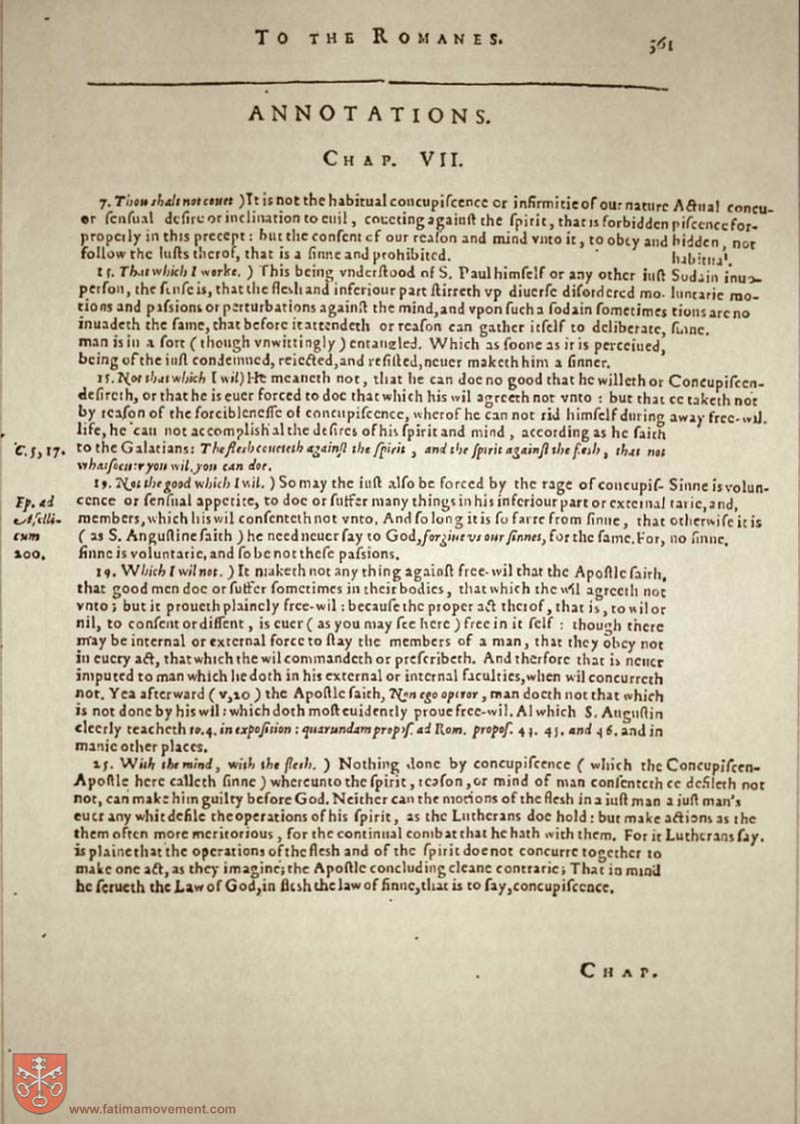 TO THE ROMANES.
561
ANNOTATIONS.
CHAP. VII.
7. Thou shalt not couet )It is not the habitual concupiſcence or infirmitie of our nature
or ſenſual deſire or inclination to euil, coueting againſt the ſpirit, that is forbidden
properly in this precept: but the conſent of our reaſon and mind vnto it, to obey and
follow the luſts therof, that is a ſinne and prohibited.
Actual concu-
piſcence for-
bidden, not
habitual.
15. That which I worke. ) This being vnderſtood of S. Paul himſelf or any other iuſt
perſon, the ſenſe is, that the fleſh and inferiour part ſtirreth vp diuerſe diſordered mo-
tions and paſsions or perturbations againſt the mind, and vpon ſuch a ſodain ſometimes
inuadeth the ſame, that before it attendeth or reaſon can gather itſelf to deliberate,
man is in a ſort ( though vnwittingly ) entangled. Which as ſoone as it is perceiued,
being of the iuſt condemned, reiected, and reſiſted, neuer maketh him a ſinner.
Sodain inuo-
luntarie mo-
tions are no
ſinne.
15. Not that which I wil) He meaneth not, that he can doe no good that he willeth or
deſireth, or that he is euer forced to doe that which his wil agreeth not vnto : but that
by reaſon of the forcibleneſſe of concupiſcence, wherof he can not rid himſelf during
life, he can not accompliſh al the deſires of his ſpirit and mind, according as he ſaith
to the Galatians: The fleſh coueteth againſt the ſpirit, and the ſpirit againſt the fleſh, that not
whatſoeuer you wil, you can doe.
Concupiſcen-
ce taketh not
away free-wil.
C. 5, 17.
19. Not the good which I wil. ) So may the iuſt alſo be forced by the rage of concupiſ-
cence or ſenſual appetite, to doe or ſuffer many things in his inferiour part or external
members, which his wil conſenteth not vnto. And ſo long it is ſo farre from ſinne, that
( as S. Anguſtine ſaith ) he need neuer ſay to God, forgiue vs our ſinnes, for the ſame. For,
ſinne is voluntarie, and ſo be not theſe paſsions.
Sinne is volun-
tarie, and,
otherwiſe it is
no ſinne.
Ep. ad
Aſelli-
cum
200.
19. Which I wil not. ) It maketh not any thing againſt free-wil that the Apoſtle ſaith,
that good men doe or ſuffer ſometimes in their bodies, that which the wil agreeth not
vnto ; but it proueth plainely free-wil : becauſe the proper act therof, that is, to wil or
nil, to conſent or diſſent, is euer ( as you may ſee here ) free in it ſelf : though there
may be internal or external force to ſtay the members of a man, that they obey not
in euery act, that which the wil commandeth or preſcribeth. And therfore that is neuer
imputed to man which he doth in his external or internal faculties, when wil concurreth
not. Yea afterward ( v, 20 ) the Apoſtle ſaith, Non ego operor, man doeth not that which
is not done by his wil: which doth moſt euidently proue free-wil. Al which S. Anguſtin
cleerly teacheth to. 4. in expoſition: quarundam propoſ. ad Rom. propoſ. 43. 45. and 46. and in
manie other places.
25. With the mind, with the fleſh. ) Nothing done by concupiſcence ( which the
Apoſtle here calleth ſinne ) whereunto the ſpirit, reaſon, or mind of man conſenteth
not, can make him guilty before God. Neither can the motions of the fleſh in a iuſt man
euer any whit defile the operations of his ſpirit, as the Lutherans doe hold: but make
them often more meritorious, for the continual combat that he hath with them. For it
is plaine that the operations of the fleſh and of the ſpirit doe not concurre together to
make one act, as they imagine; the Apoſtle concluding cleane contrarie; That in mind
he ſerueth the Law of God, in fleſh the law of ſinne, that is to ſay, concupiſcence.
Concupiſcen-
ce defileth not
a juſt man's
actions as the
Lutherans ſay.
CHAP.
www.fatimamovement.com